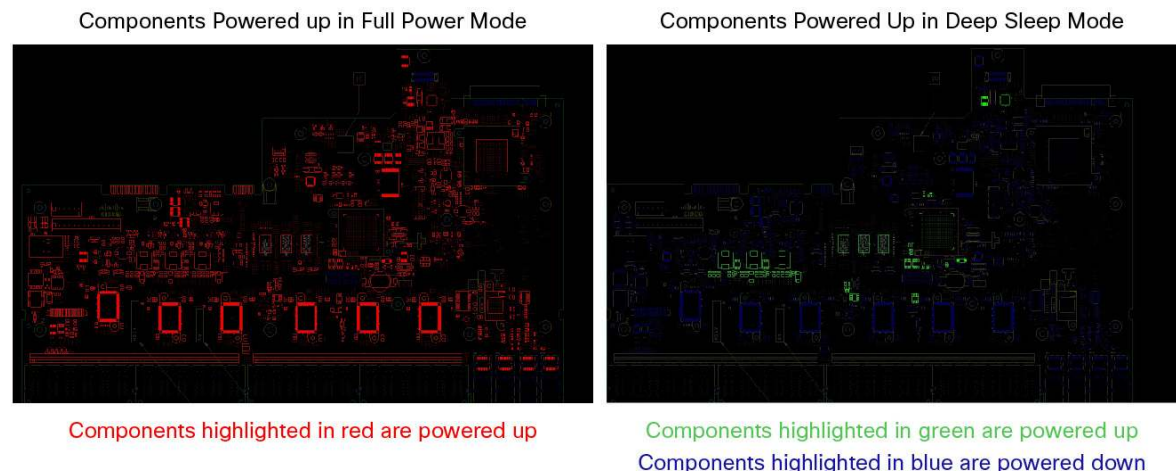 Components Powered up in Full Power Mode
Components Powered Up in Deep Sleep Mode
Components highlighted in red are powered up
Components highlighted in green are powered up
Components highlighted in blue are powered down